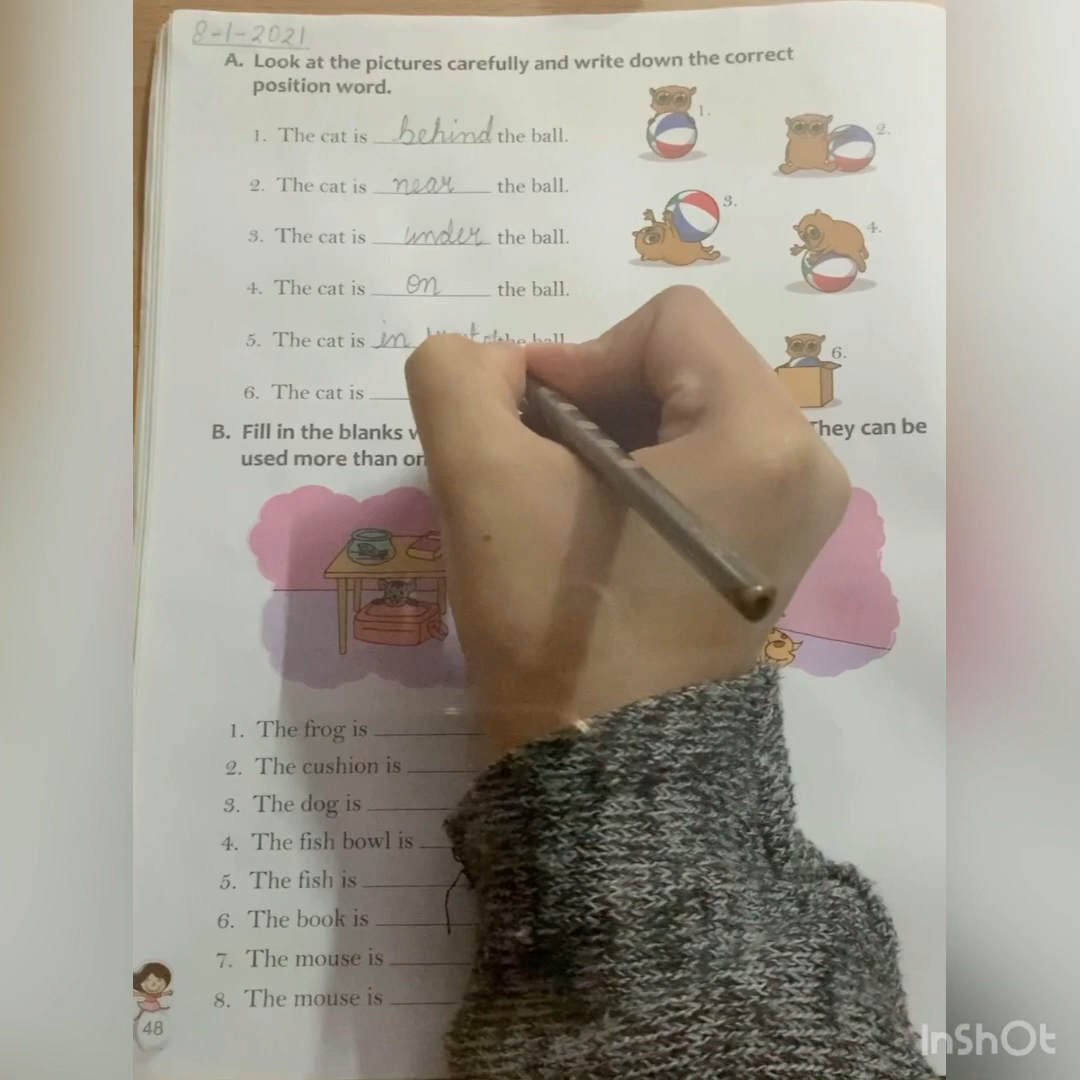 8-1-2021
A. Look at the pictures carefully and write down the correct
position word.
1. The cat is behind the ball.
2. The cat is near the ball.
3. The cat is under the ball.
4. The cat is on the ball.
5. The cat is in the ball
6. The cat is
1.
2.
3.
4.
6.
B. Fill in the blanks They can be
used more than
1. The frog is
2. The cushion is
3. The dog is
4. The fish bowl is
5. The fish is
6. The book is
7. The mouse is
8. The mouse is
48
InShOt